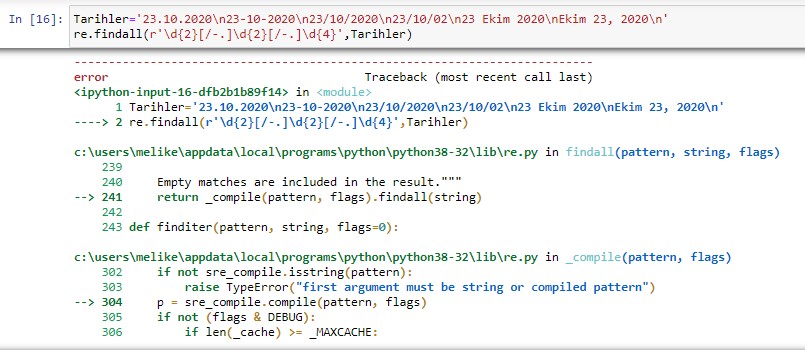 In [16]: Tarihler='23.10.2020\n23-10-2020\n23/10/2020\n23/10/02\n23 Ekim 2020\nEkim 23, 2020\n'
re.findall(r'\d{2}[/-.]\d{2}[/-.]\d{4}',Tarihler)
---------------------------------------------------------------------------
error Traceback (most recent call last)
<ipython-input-16-dfb2b1b89f14> in <module>
1 Tarihler='23.10.2020\n23-10-2020\n23/10/2020\n23/10/02\n23 Ekim 2020\nEkim 23, 2020\n'
----> 2 re.findall(r'\d{2}[/-.]\d{2}[/-.]\d{4}',Tarihler)
c:\users\melike\appdata\local\programs\python\python38-32\lib\re.py in findall(pattern, string, flags)
239
240 Empty matches are included in the result."""
--> 241 return _compile(pattern, flags).findall(string)
242
243 def finditer(pattern, string, flags=0):
c:\users\melike\appdata\local\programs\python\python38-32\lib\re.py in _compile(pattern, flags)
302 if not sre_compile.isstring(pattern):
303 raise TypeError("first argument must be string or compiled pattern")
--> 304 p = sre_compile.compile(pattern, flags)
305 if not (flags & DEBUG):
306 if len(_cache) >= _MAXCACHE: